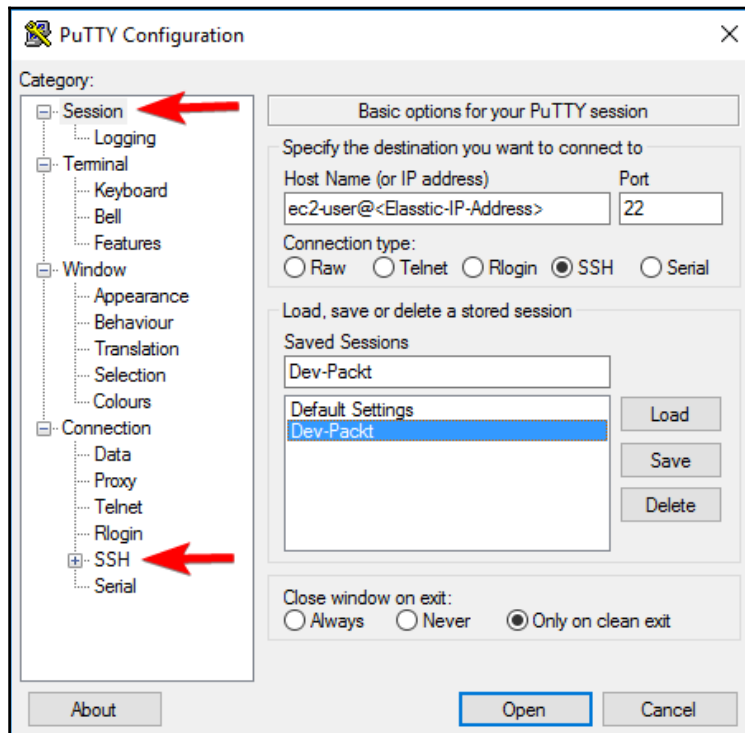 PuTTY Configuration
Category:
Session
Logging
Terminal
Keyboard
Bell
Features
Window
Appearance
Behaviour
Translation
Selection
Colours
Connection
Data
Proxy
Telnet
Rlogin
SSH
Serial
Basic options for your PuTTY session
Specify the destination you want to connect to
Host Name (or IP address) Port
ec2-user@<Elasstic-IP-Address> 22
Connection type:
Raw Telnet Rlogin SSH Serial
Load, save or delete a stored session
Saved Sessions
Dev-Packt
Default Settings
Dev-Packt
Load
Save
Delete
Close window on exit:
Always Never Only on clean exit
About Open Cancel